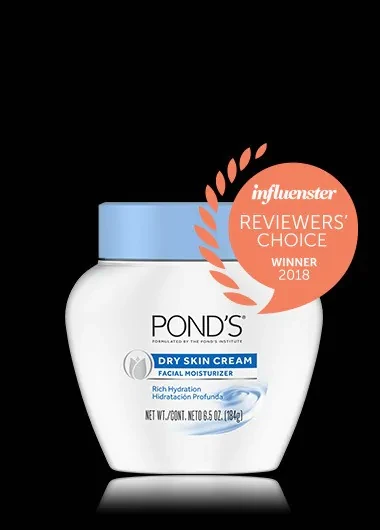 influenster
REVIEWERS'
CHOICE
WINNER
2018
POND'S
FORMULATED BY THE POND'S INSTITUTE
DRY SKIN CREAM
FACIAL MOISTURIZER
Rich Hydration
Hidratación Profunda
NET WT./CONT. NETO 6.5 OZ. (184g)